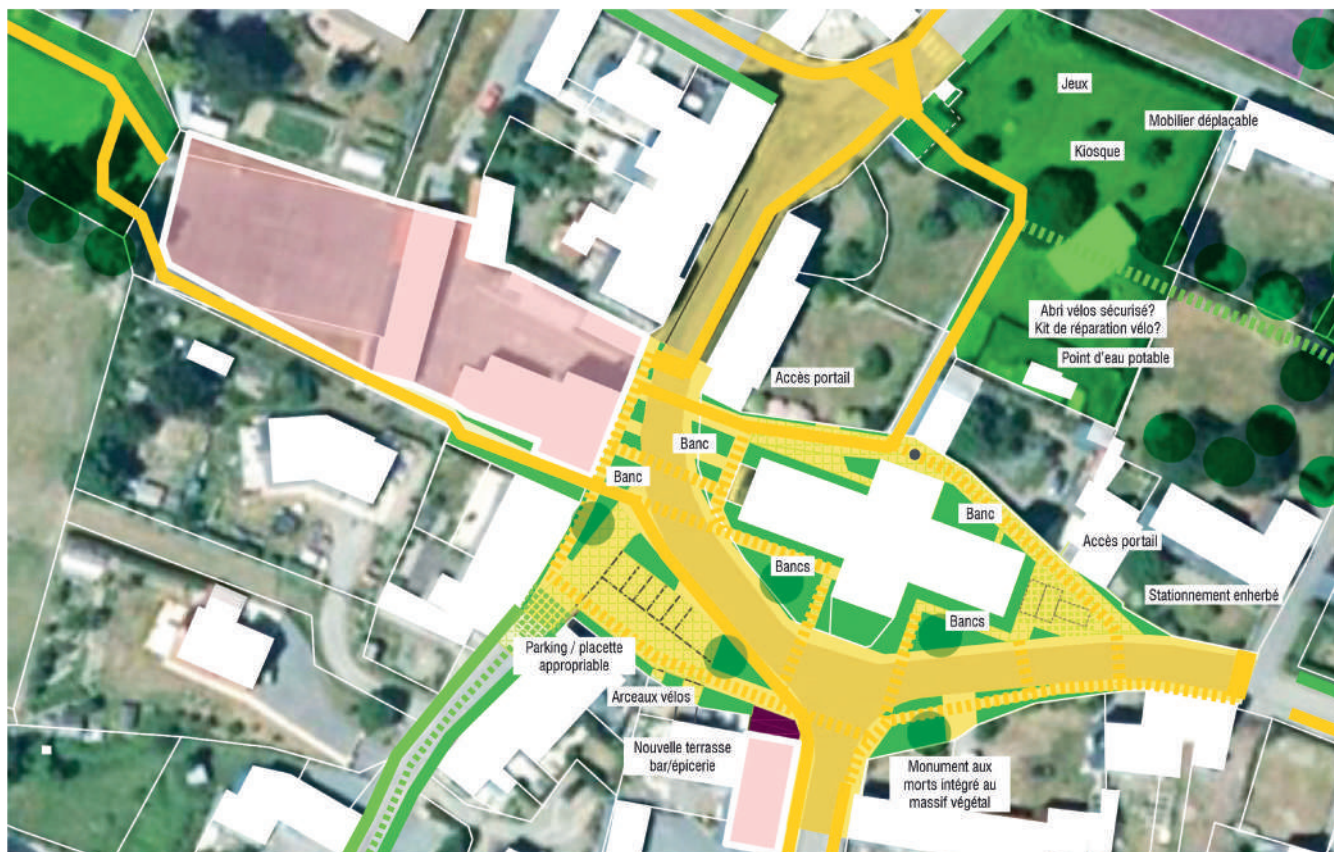 Jeux
Mobilier déplaçable
Kiosque
Abri vélos sécurisé?
Kit de réparation vélo?
Point d'eau potable
Accès portail
Banc
Banc
Banc
Accès portail
Bancs
Stationnement enherbé
Bancs
Parking / placette
appropriable
Arceaux vélos
Nouvelle terrasse
bar/épicerie
Monument aux
morts intégré au
massif végétal